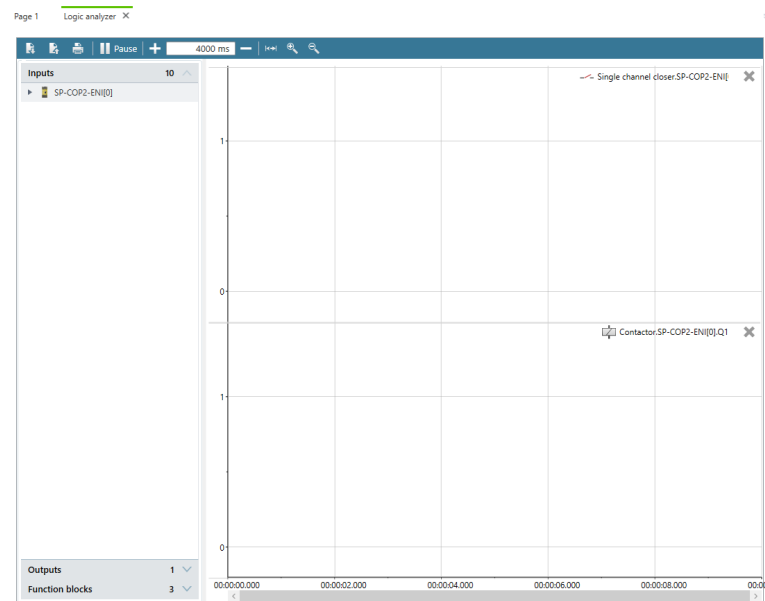 Page 1 Logic analyzer
Pause 4000 ms
Inputs 10
SP-COP2-ENI[0]
Single channel closer.SP-COP2-ENI[
1
0
Contactor.SP-COP2-ENI[0].Q1
1
0
Outputs 1
Function blocks 3
00:00:00.000 00:00:02.000 00:00:04.000 00:00:06.000 00:00:08.000 00:0